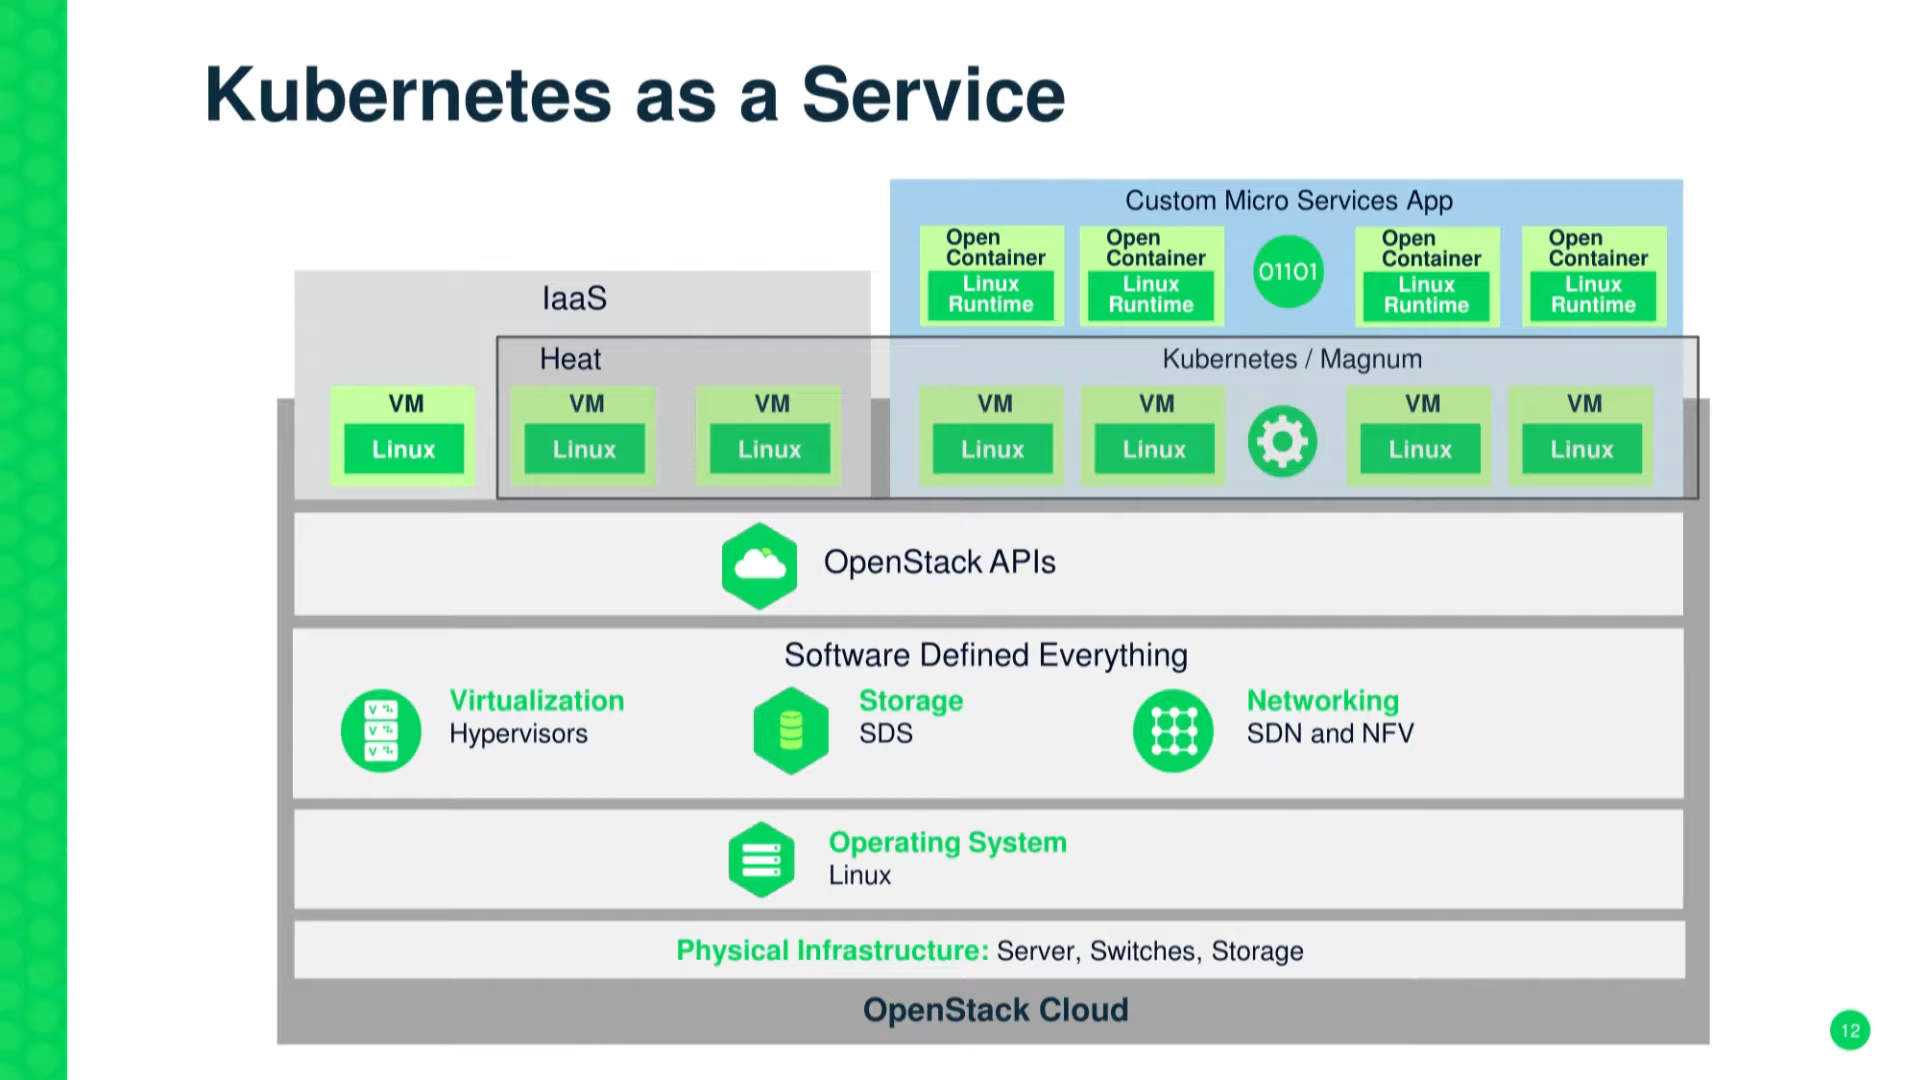 Kubernetes as a Service
Custom Micro Services App
Open Container
Linux Runtime
Open Container
Linux Runtime
01101
Open Container
Linux Runtime
Open Container
Linux Runtime
IaaS
Heat
Kubernetes / Magnum
VM
Linux
VM
Linux
VM
Linux
VM
Linux
VM
Linux
VM
Linux
VM
Linux
OpenStack APIs
Software Defined Everything
Virtualization
Hypervisors
Storage
SDS
Networking
SDN and NFV
Operating System
Linux
Physical Infrastructure: Server, Switches, Storage
OpenStack Cloud
12